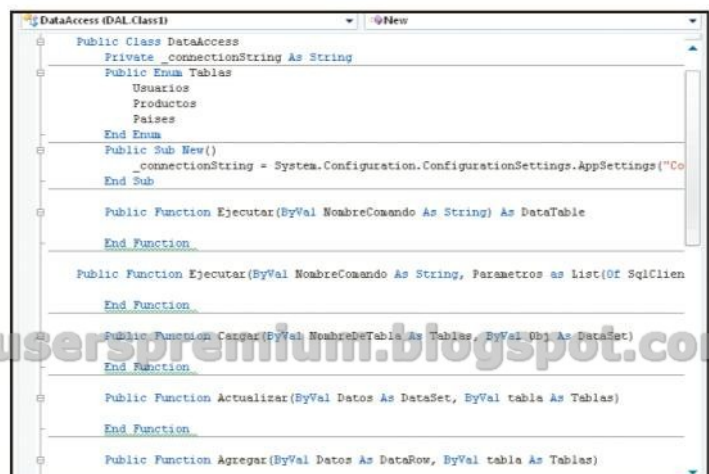 DataAccess (DAL.Class1) New
Public Class DataAccess
Private _connectionString As String
Public Enum Tablas
Usuarios
Productos
Paises
End Enum
Public Sub New()
_connectionString = System.Configuration.ConfigurationSettings.AppSettings("Co
End Sub
Public Function Ejecutar(ByVal NombreComando As String) As DataTable
End Function
Public Function Ejecutar(ByVal NombreComando As String, Parametros as List(Of SqlClien
End Function
userspremium.blogspot.co
Public Function Cargar(ByVal NombreDeTabla As Tablas, ByVal Obj As DataSet)
End Function
Public Function Actualizar(ByVal Datos As DataSet, ByVal tabla As Tablas)
End Function
Public Function Agregar(ByVal Datos As DataRow, ByVal tabla As Tablas)